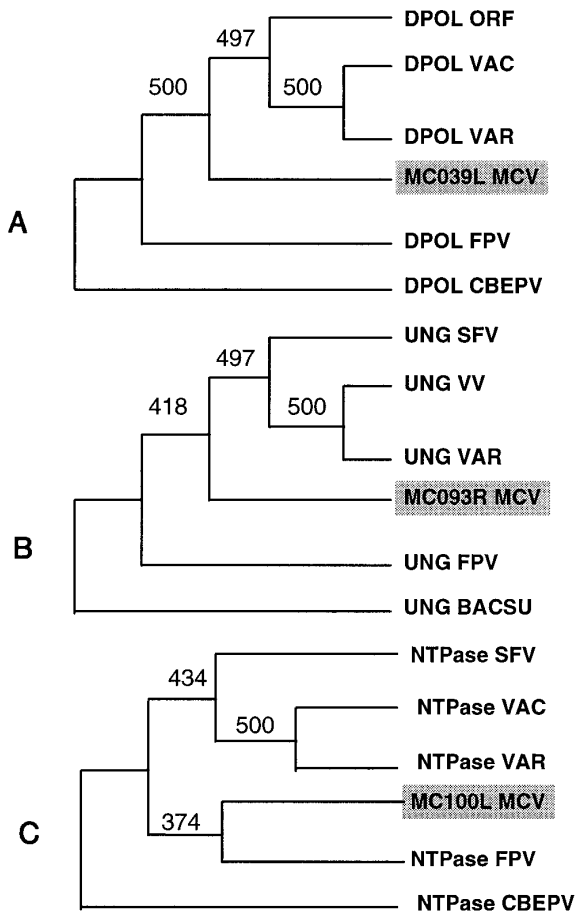 DPOL ORF
497
DPOL VAC
500
500
DPOL VAR
MC039L MCV
A
DPOL FPV
DPOL CBEPV
UNG SFV
497
UNG VV
418
500
UNG VAR
MC093R MCV
B
UNG FPV
UNG BACSU
NTPase SFV
434
NTPase VAC
500
NTPase VAR
MC100L MCV
374
C
NTPase FPV
NTPase CBEPV